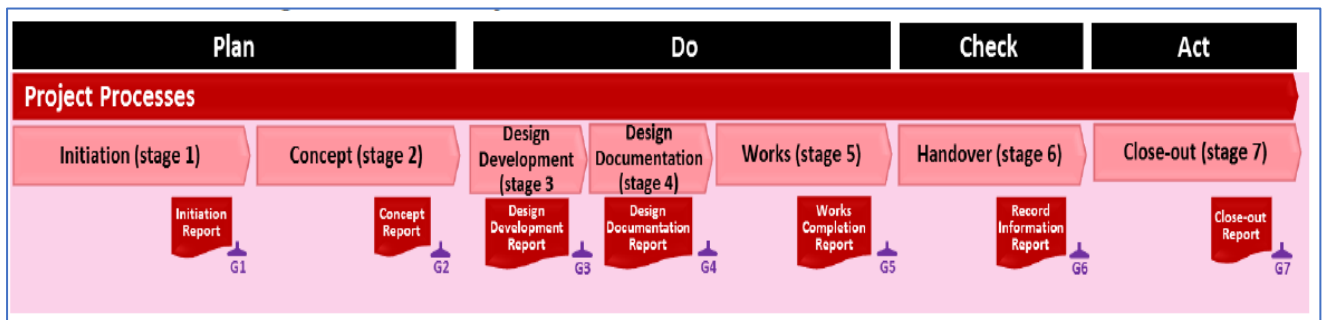 Plan
Do
Check
Act
Project Processes
Initiation (stage 1)
Concept (stage 2)
Design
Development
(stage 3
Design
Documentation
(stage 4)
Works (stage 5)
Handover (stage 6)
Close-out (stage 7)
Initiation
Report
G1
Concept
Report
G2
Design
Development
Report
G3
Design
Documentation
Report
G4
Works
Completion
Report
G5
Record
Information
Report
G6
Close-out
Report
G7